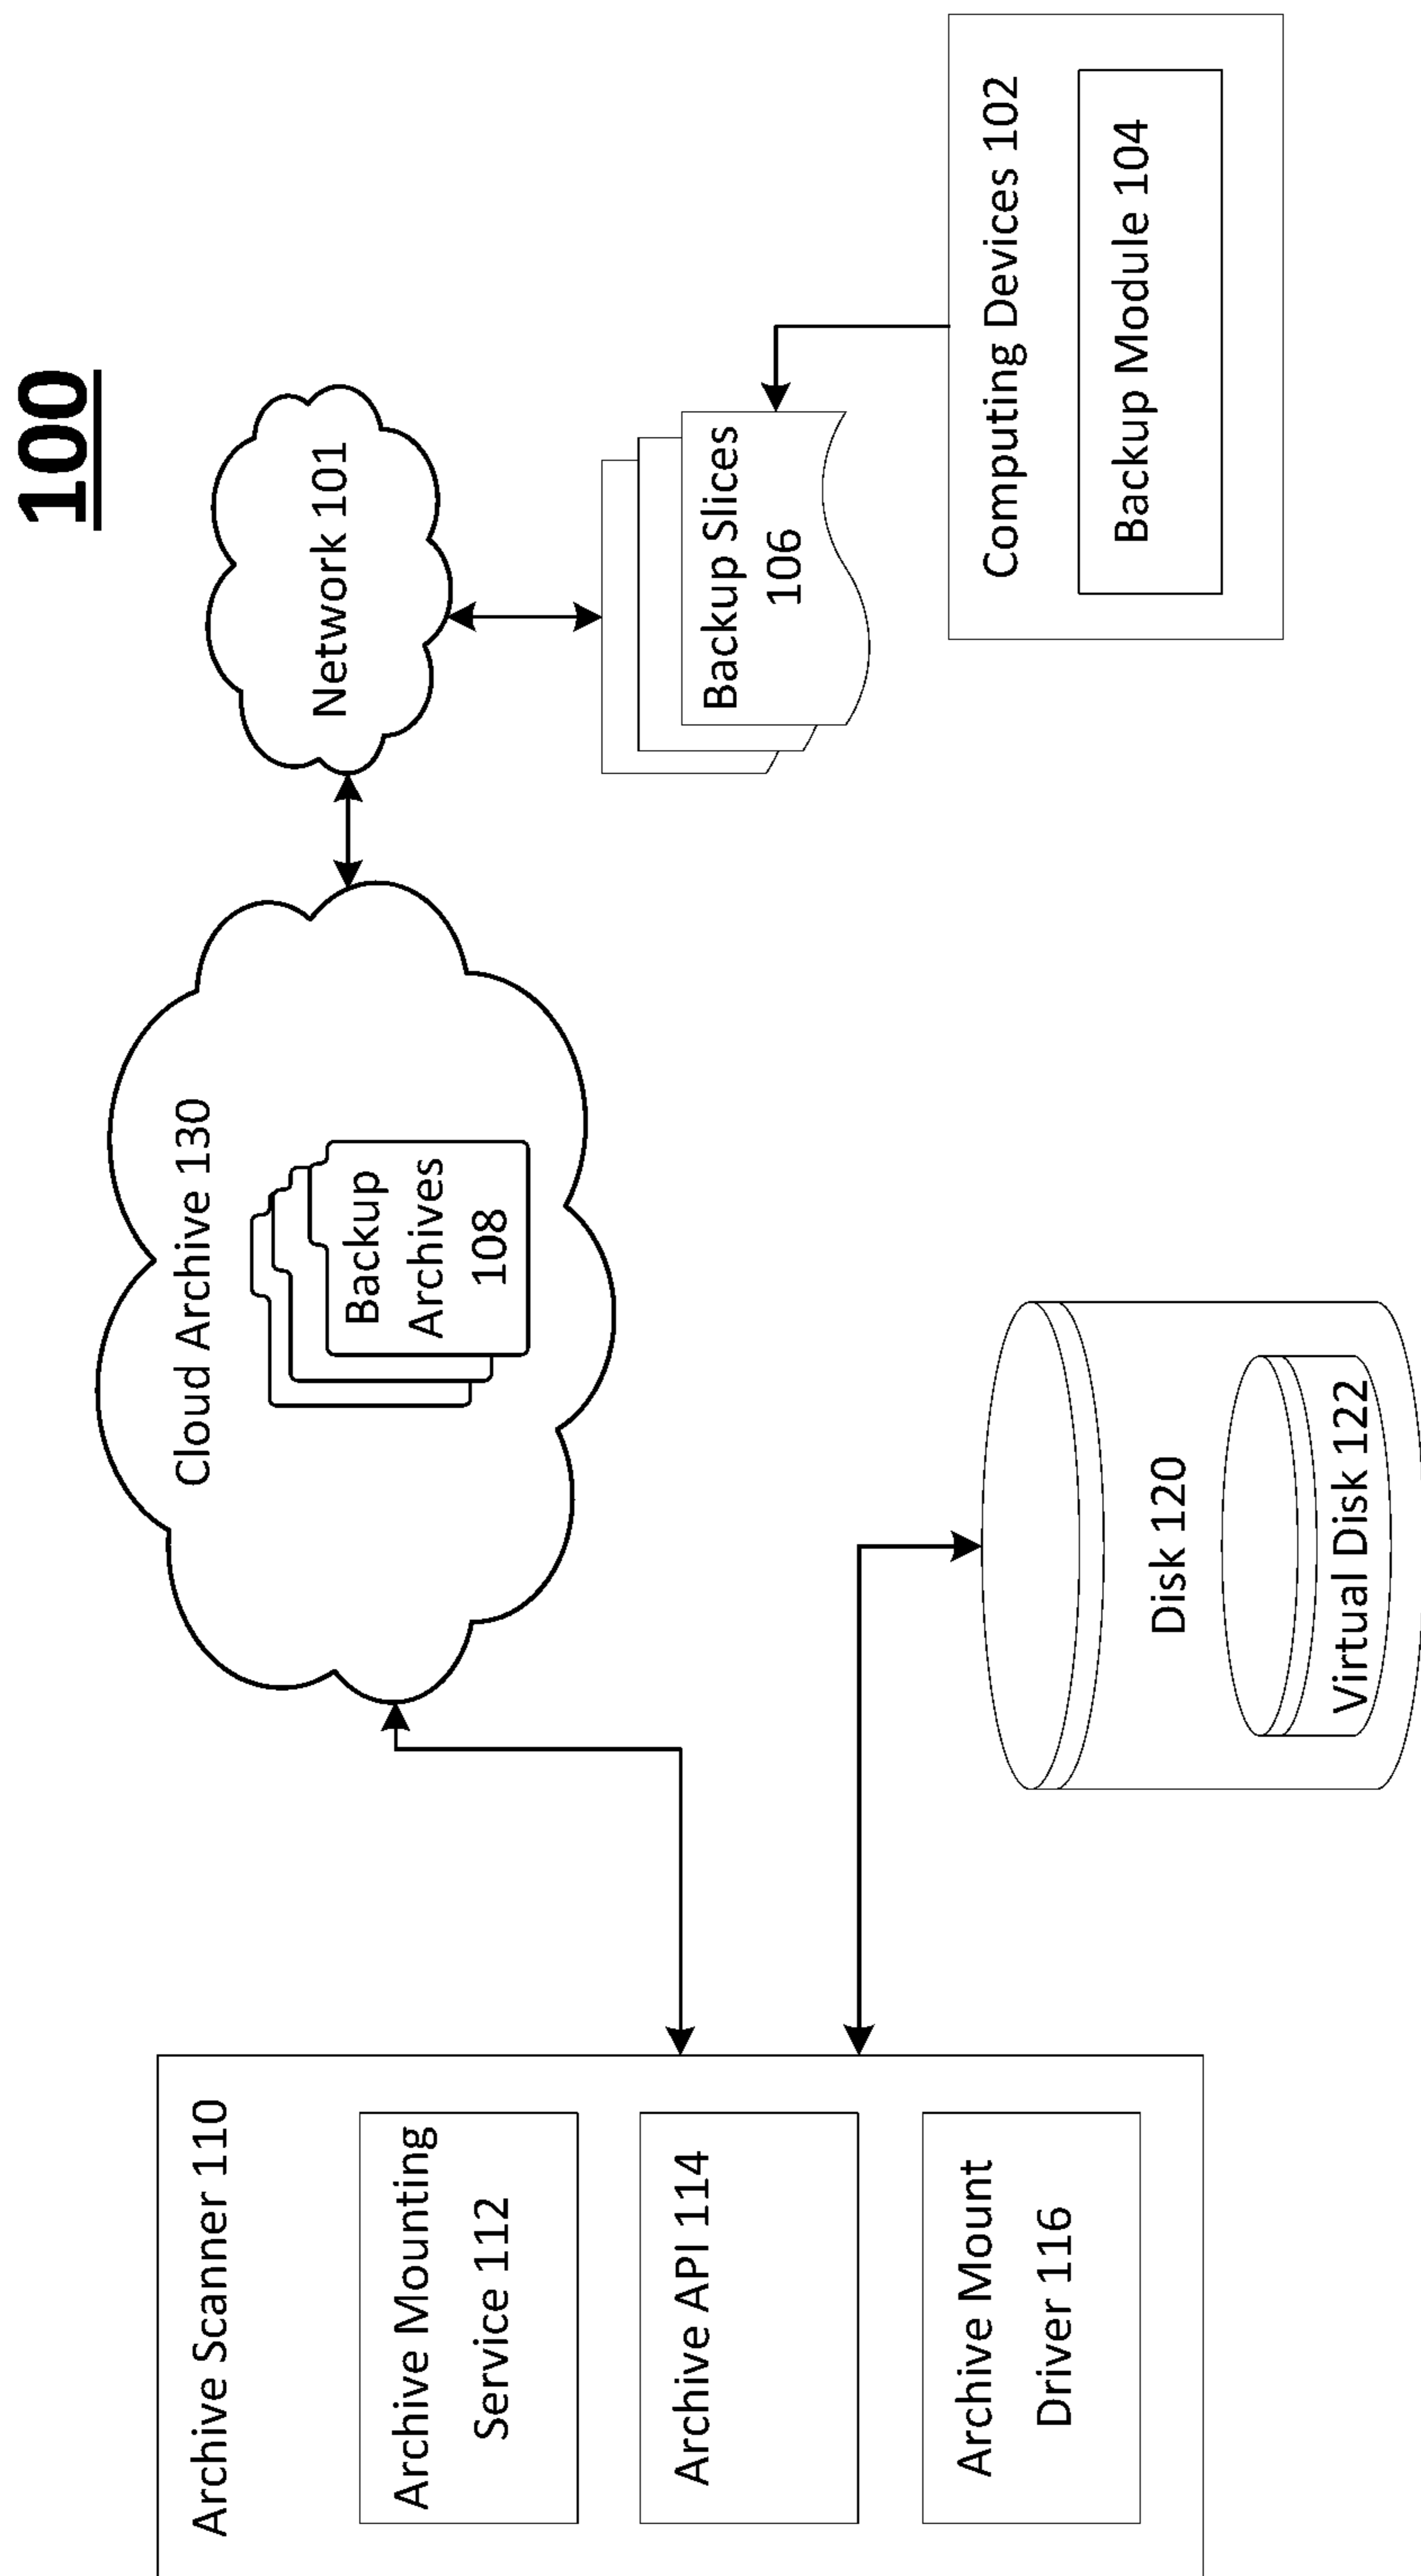 100
Archive Scanner 110
Archive Mounting
Service 112
Archive API 114
Archive Mount
Driver 116
Cloud Archive 130
Backup
Archives
108
Network 101
Backup Slices
106
Disk 120
Virtual Disk 122
Computing Devices 102
Backup Module 104